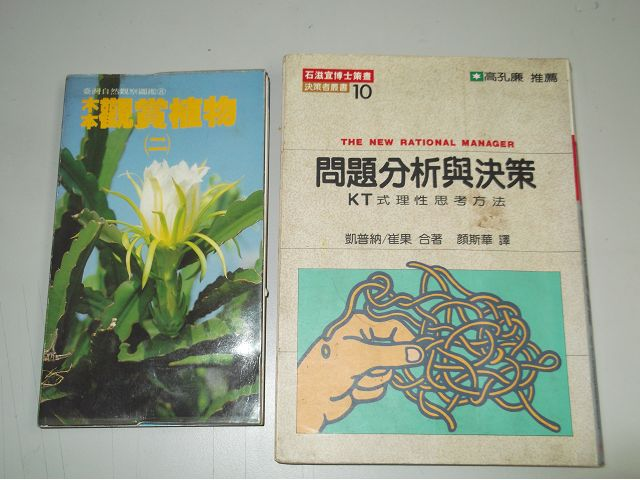 臺灣自然觀察圖鑑⑧
木本
觀賞植物
(二)
石滋宜博士策畫
決策者叢書 10
高孔廉 推薦
THE NEW RATIONAL MANAGER
問題分析與決策
KT式理性思考方法
凱普納/崔果 合著 顏斯華 譯